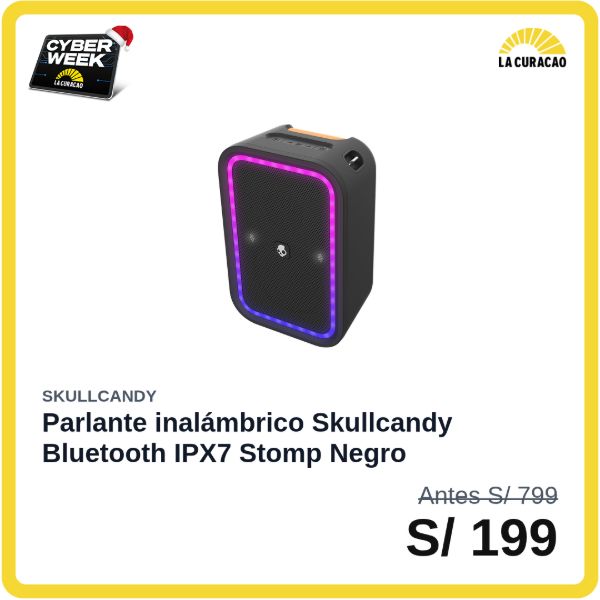 CYBER
WEEK
LA CURACAO
LA CURACAO
SKULLCANDY
Parlante inalámbrico Skullcandy
Bluetooth IPX7 Stomp Negro
Antes S/ 799
S/ 199